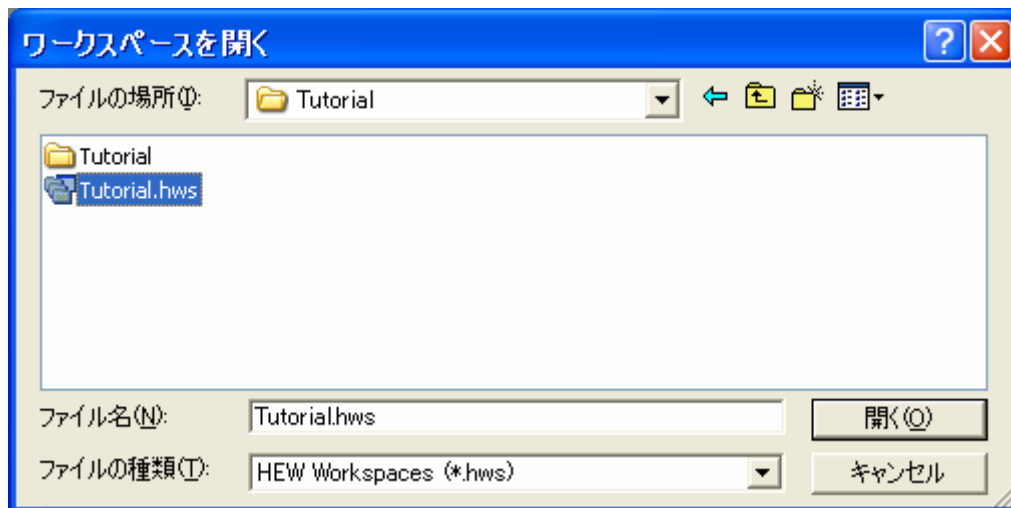 ワークスペースを開く
ファイルの場所(I): Tutorial
Tutorial
Tutorial.hws
ファイル名(N): Tutorial.hws 開く(O)
ファイルの種類(T): HEW Workspaces (*.hws) キャンセル